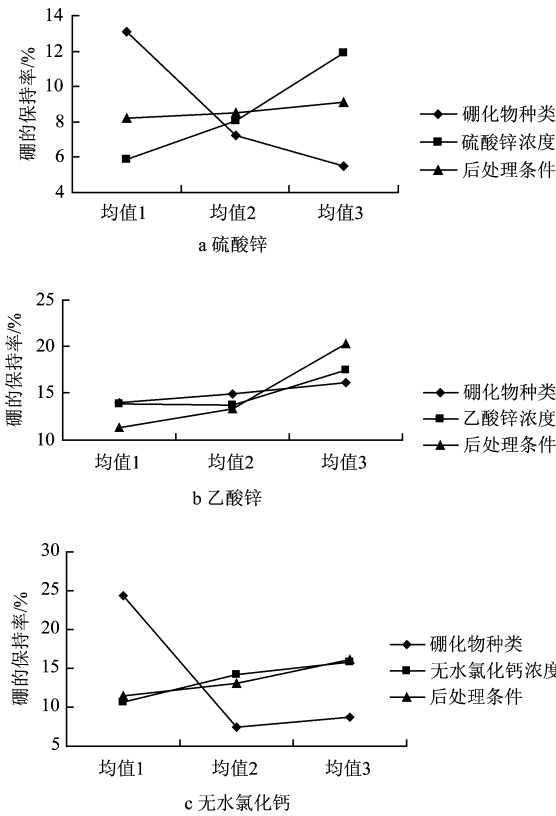 硼的保持率/%
14
12
10
8
6
4
均值1 均值2 均值3
硼化物种类
硫酸锌浓度
后处理条件
a 硫酸锌
硼的保持率/%
25
20
15
10
均值1 均值2 均值3
硼化物种类
乙酸锌浓度
后处理条件
b 乙酸锌
硼的保持率/%
30
25
20
15
10
5
均值1 均值2 均值3
硼化物种类
无水氯化钙浓度
后处理条件
c 无水氯化钙